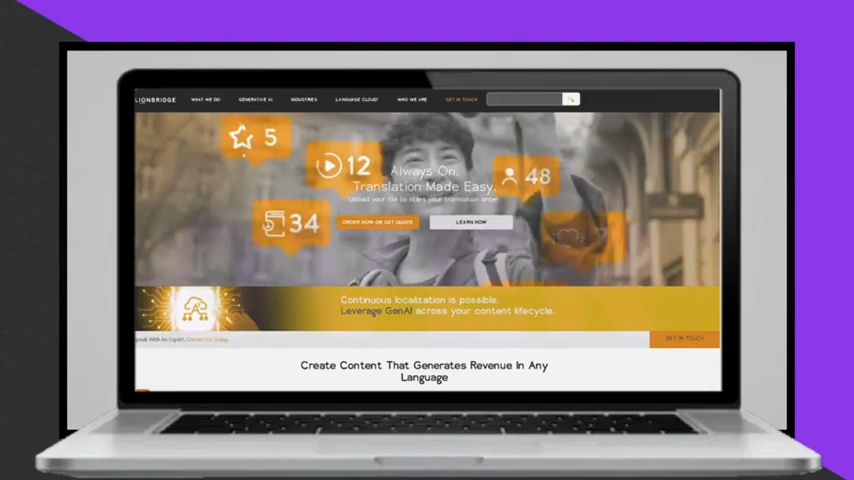 LIONBRIDGE WHAT WE DO GENERATIVE AI INDUSTRIES LANGUAGE CLOUD™ WHO WE ARE GET IN TOUCH
5
12
48
34
Always On.
Translation Made Easy.
Upload your file to start your translation order
ORDER NOW OR GET QUOTE LEARN HOW
Continuous localization is possible.
Leverage GenAI across your content lifecycle.
peak With An Expert, Contact Us Today. GET IN TOUCH
Create Content That Generates Revenue In Any
Language